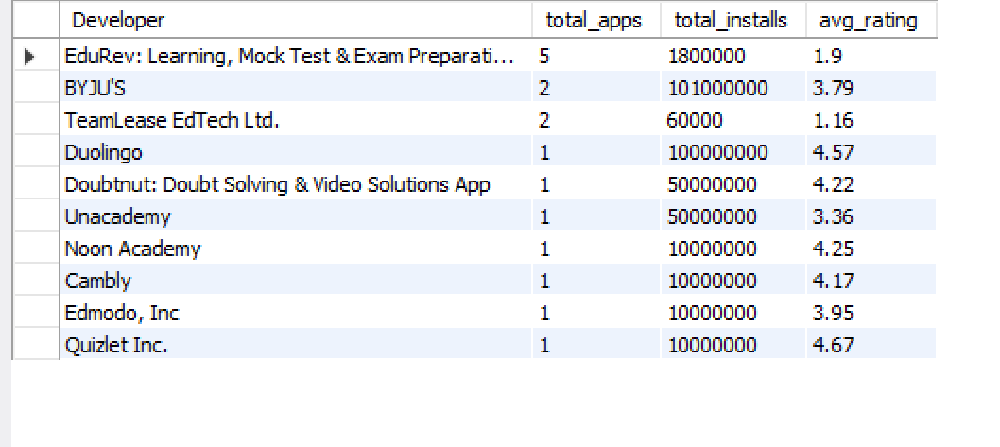 Developer total_apps total_installs avg_rating
EduRev: Learning, Mock Test & Exam Preparati... 5 1800000 1.9
BYJU'S 2 101000000 3.79
TeamLease EdTech Ltd. 2 60000 1.16
Duolingo 1 100000000 4.57
Doubtnut: Doubt Solving & Video Solutions App 1 50000000 4.22
Unacademy 1 50000000 3.36
Noon Academy 1 10000000 4.25
Cambly 1 10000000 4.17
Edmodo, Inc 1 10000000 3.95
Quizlet Inc. 1 10000000 4.67